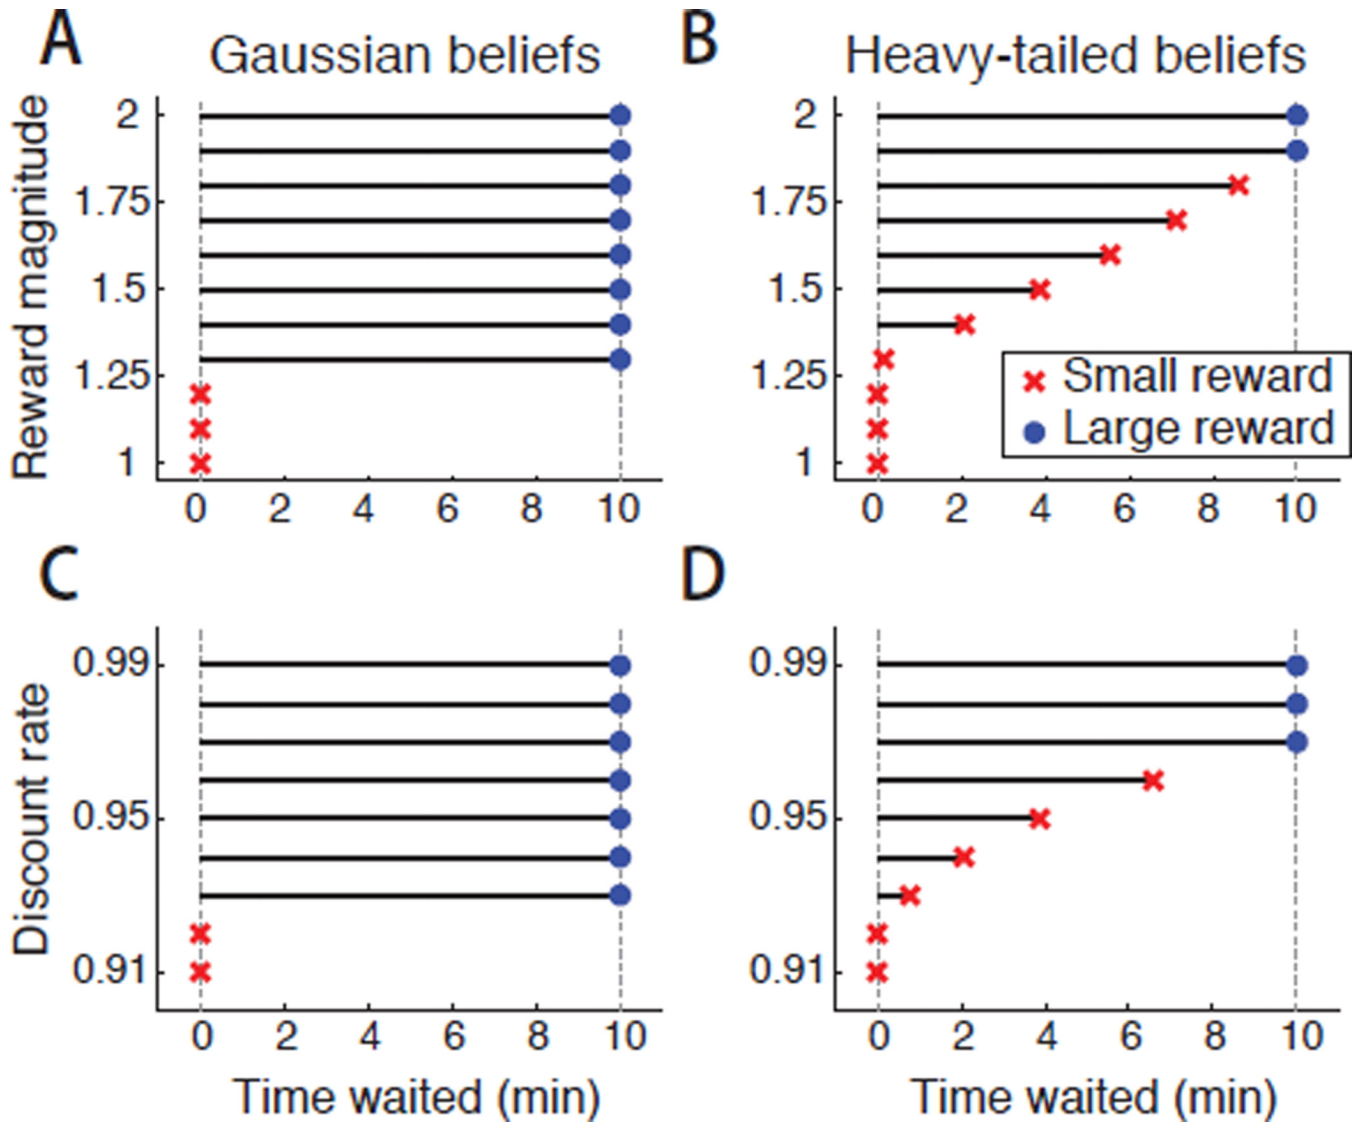 A
Gaussian beliefs
B
Heavy-tailed beliefs
Reward magnitude
2
1.75
1.5
1.25
1
0 2 4 6 8 10
2
1.75
1.5
1.25
1
0 2 4 6 8 10
Small reward
Large reward
C
D
Discount rate
0.99
0.95
0.91
0 2 4 6 8 10
Time waited (min)
0.99
0.95
0.91
0 2 4 6 8 10
Time waited (min)